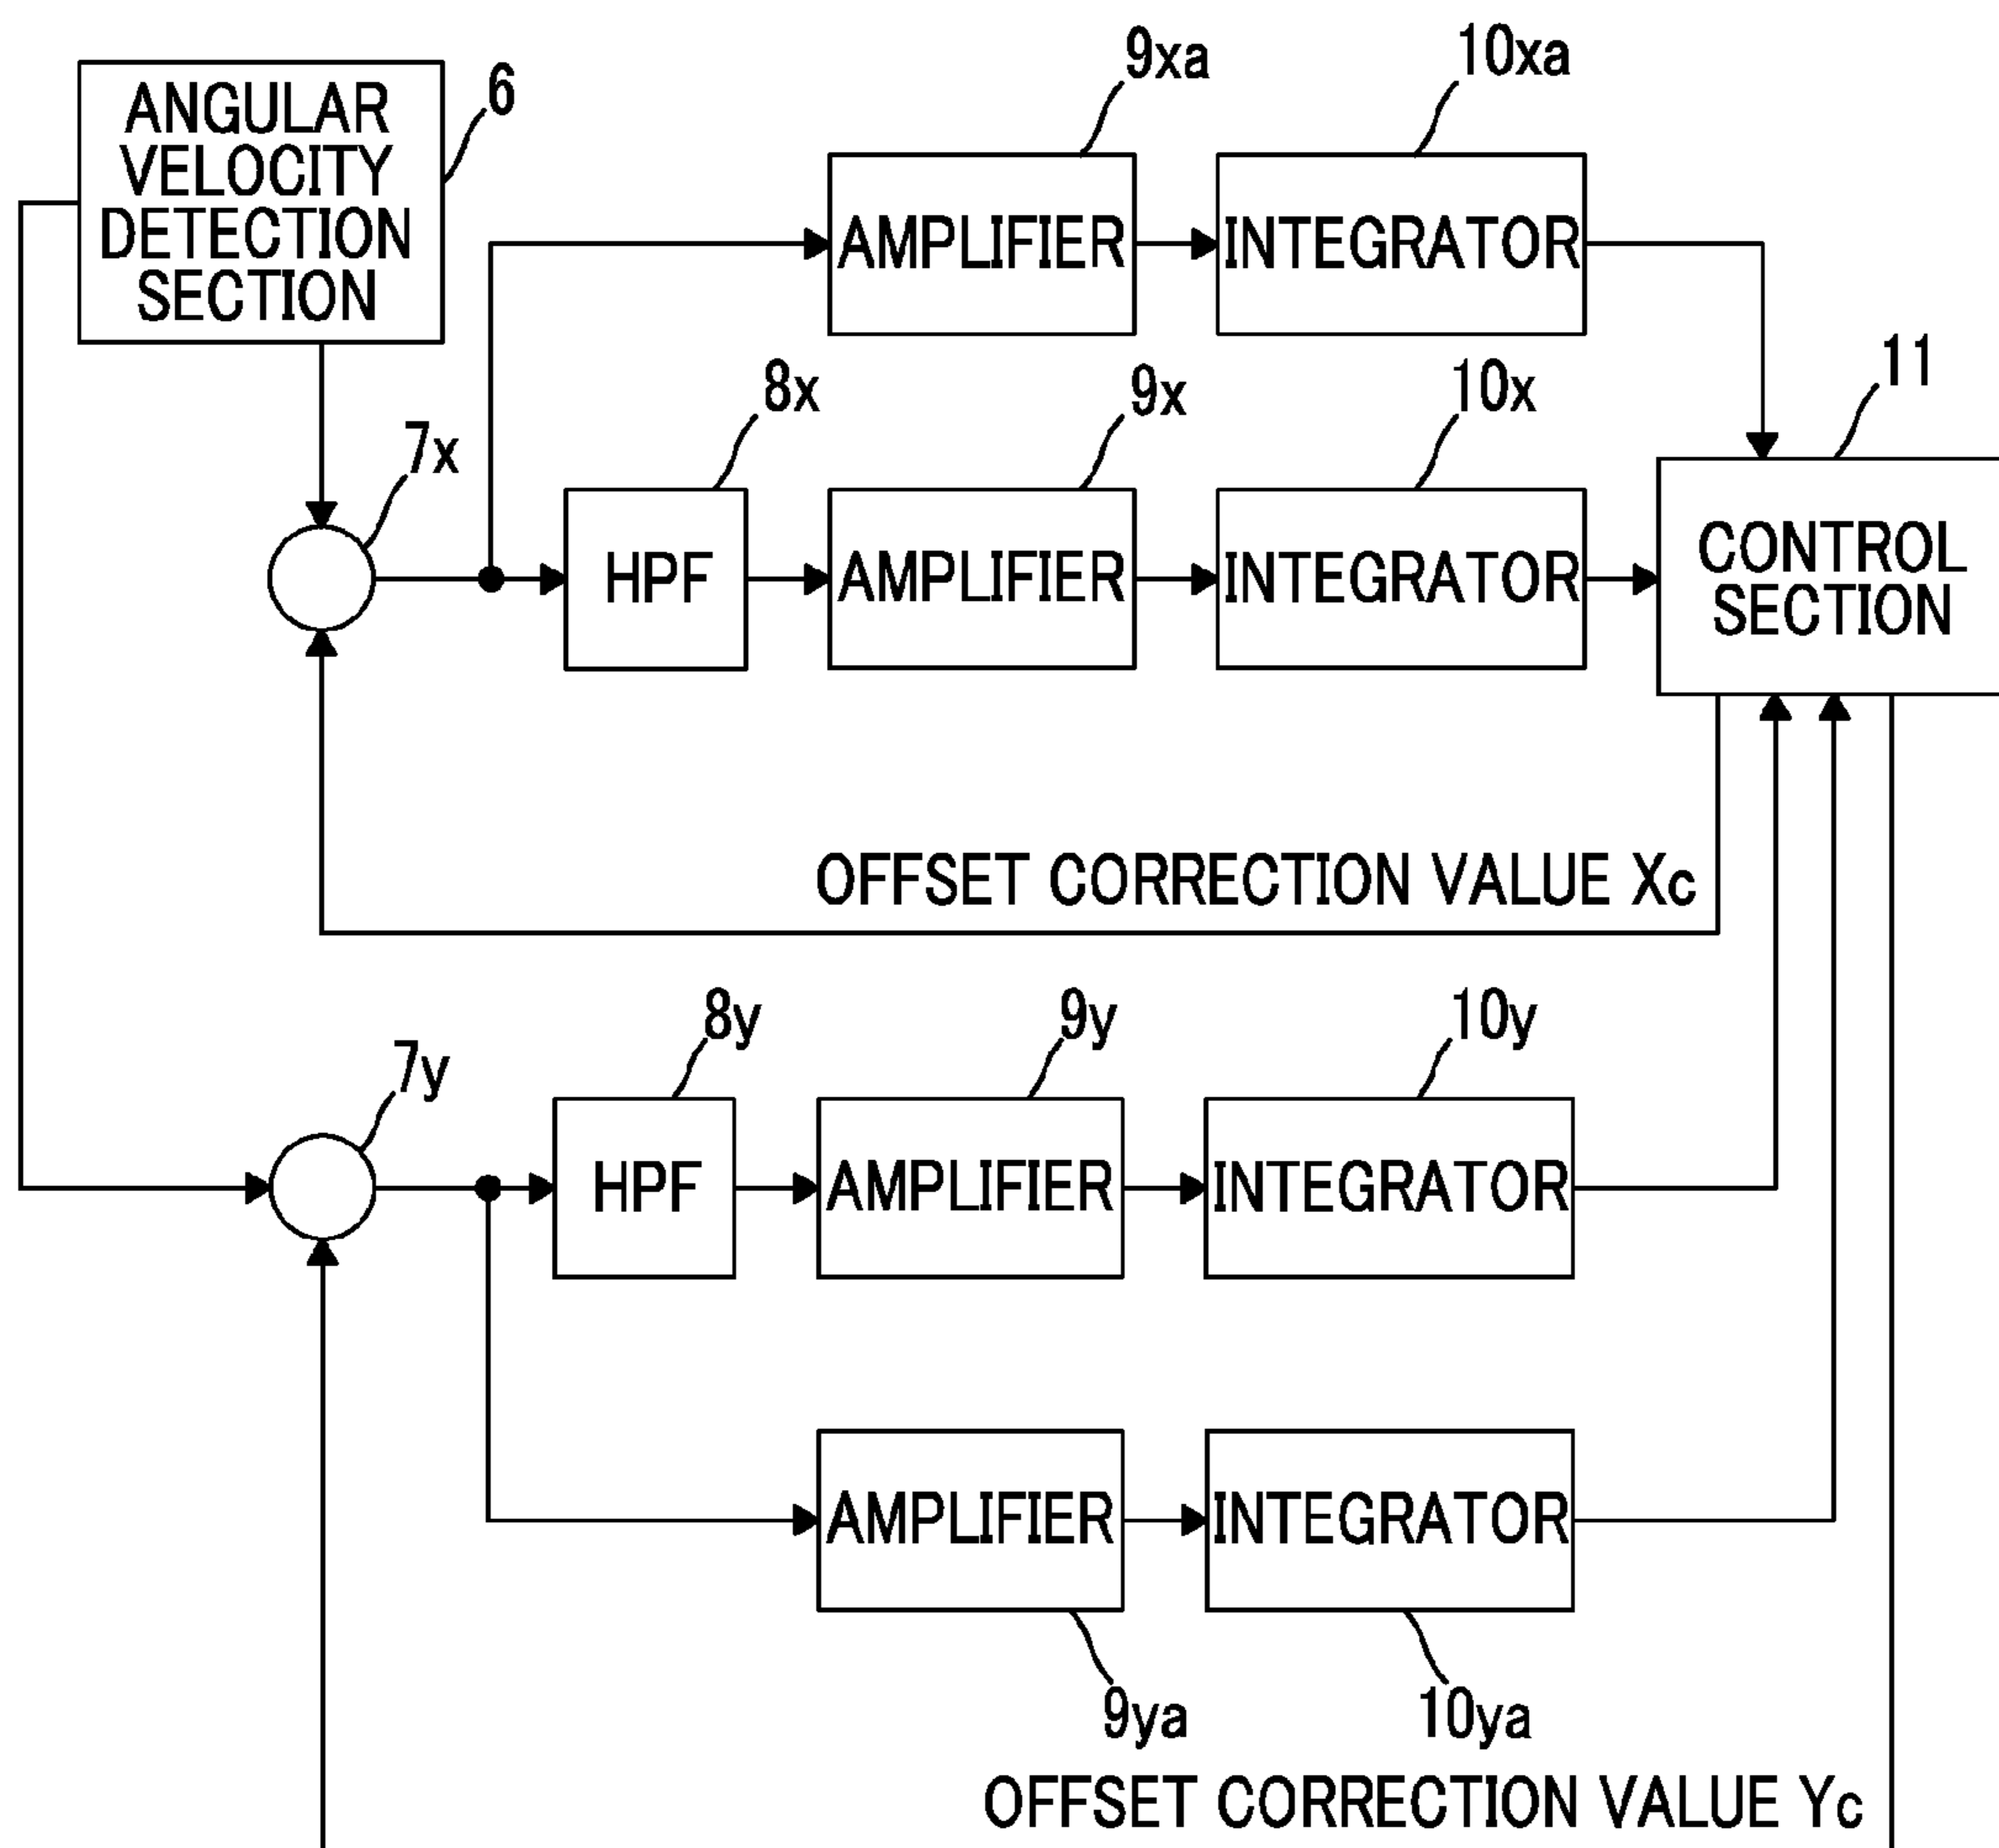 9xa
10xa
6
ANGULAR
VELOCITY
DETECTION
SECTION
AMPLIFIER
INTEGRATOR
11
8x
9x
10x
7x
HPF
AMPLIFIER
INTEGRATOR
CONTROL
SECTION
OFFSET CORRECTION VALUE Xc
8y
9y
10y
7y
HPF
AMPLIFIER
INTEGRATOR
AMPLIFIER
INTEGRATOR
9ya
10ya
OFFSET CORRECTION VALUE Yc